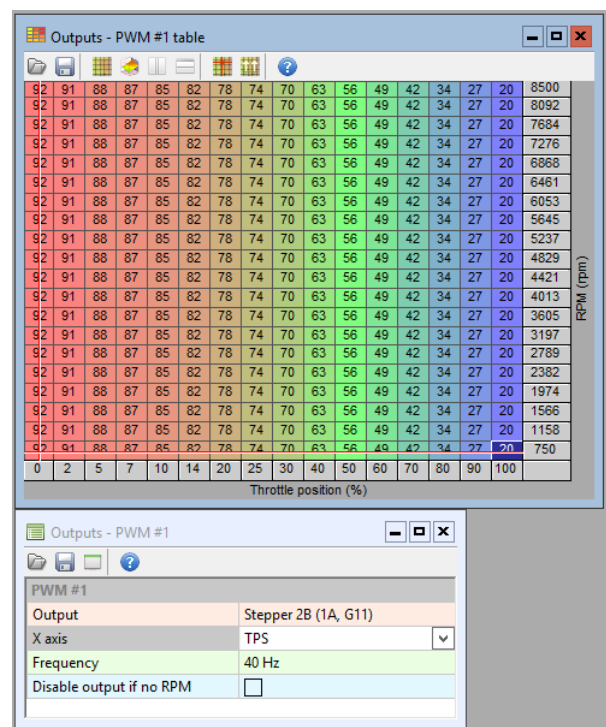 Outputs - PWM #1 table
92 91 88 87 85 82 78 74 70 63 56 49 42 34 27 20 8500
92 91 88 87 85 82 78 74 70 63 56 49 42 34 27 20 8092
92 91 88 87 85 82 78 74 70 63 56 49 42 34 27 20 7684
92 91 88 87 85 82 78 74 70 63 56 49 42 34 27 20 7276
92 91 88 87 85 82 78 74 70 63 56 49 42 34 27 20 6868
92 91 88 87 85 82 78 74 70 63 56 49 42 34 27 20 6461
92 91 88 87 85 82 78 74 70 63 56 49 42 34 27 20 6053
92 91 88 87 85 82 78 74 70 63 56 49 42 34 27 20 5645
92 91 88 87 85 82 78 74 70 63 56 49 42 34 27 20 5237
92 91 88 87 85 82 78 74 70 63 56 49 42 34 27 20 4829
92 91 88 87 85 82 78 74 70 63 56 49 42 34 27 20 4421
92 91 88 87 85 82 78 74 70 63 56 49 42 34 27 20 4013
92 91 88 87 85 82 78 74 70 63 56 49 42 34 27 20 3605
92 91 88 87 85 82 78 74 70 63 56 49 42 34 27 20 3197
92 91 88 87 85 82 78 74 70 63 56 49 42 34 27 20 2789
92 91 88 87 85 82 78 74 70 63 56 49 42 34 27 20 2382
92 91 88 87 85 82 78 74 70 63 56 49 42 34 27 20 1974
92 91 88 87 85 82 78 74 70 63 56 49 42 34 27 20 1566
92 91 88 87 85 82 78 74 70 63 56 49 42 34 27 20 1158
92 91 88 87 85 82 78 74 70 63 56 49 42 34 27 20 750
RPM (rpm)
0 2 5 7 10 14 20 25 30 40 50 60 70 80 90 100
Throttle position (%)
Outputs - PWM #1
PWM #1
Output Stepper 2B (1A, G11)
X axis TPS
Frequency 40 Hz
Disable output if no RPM